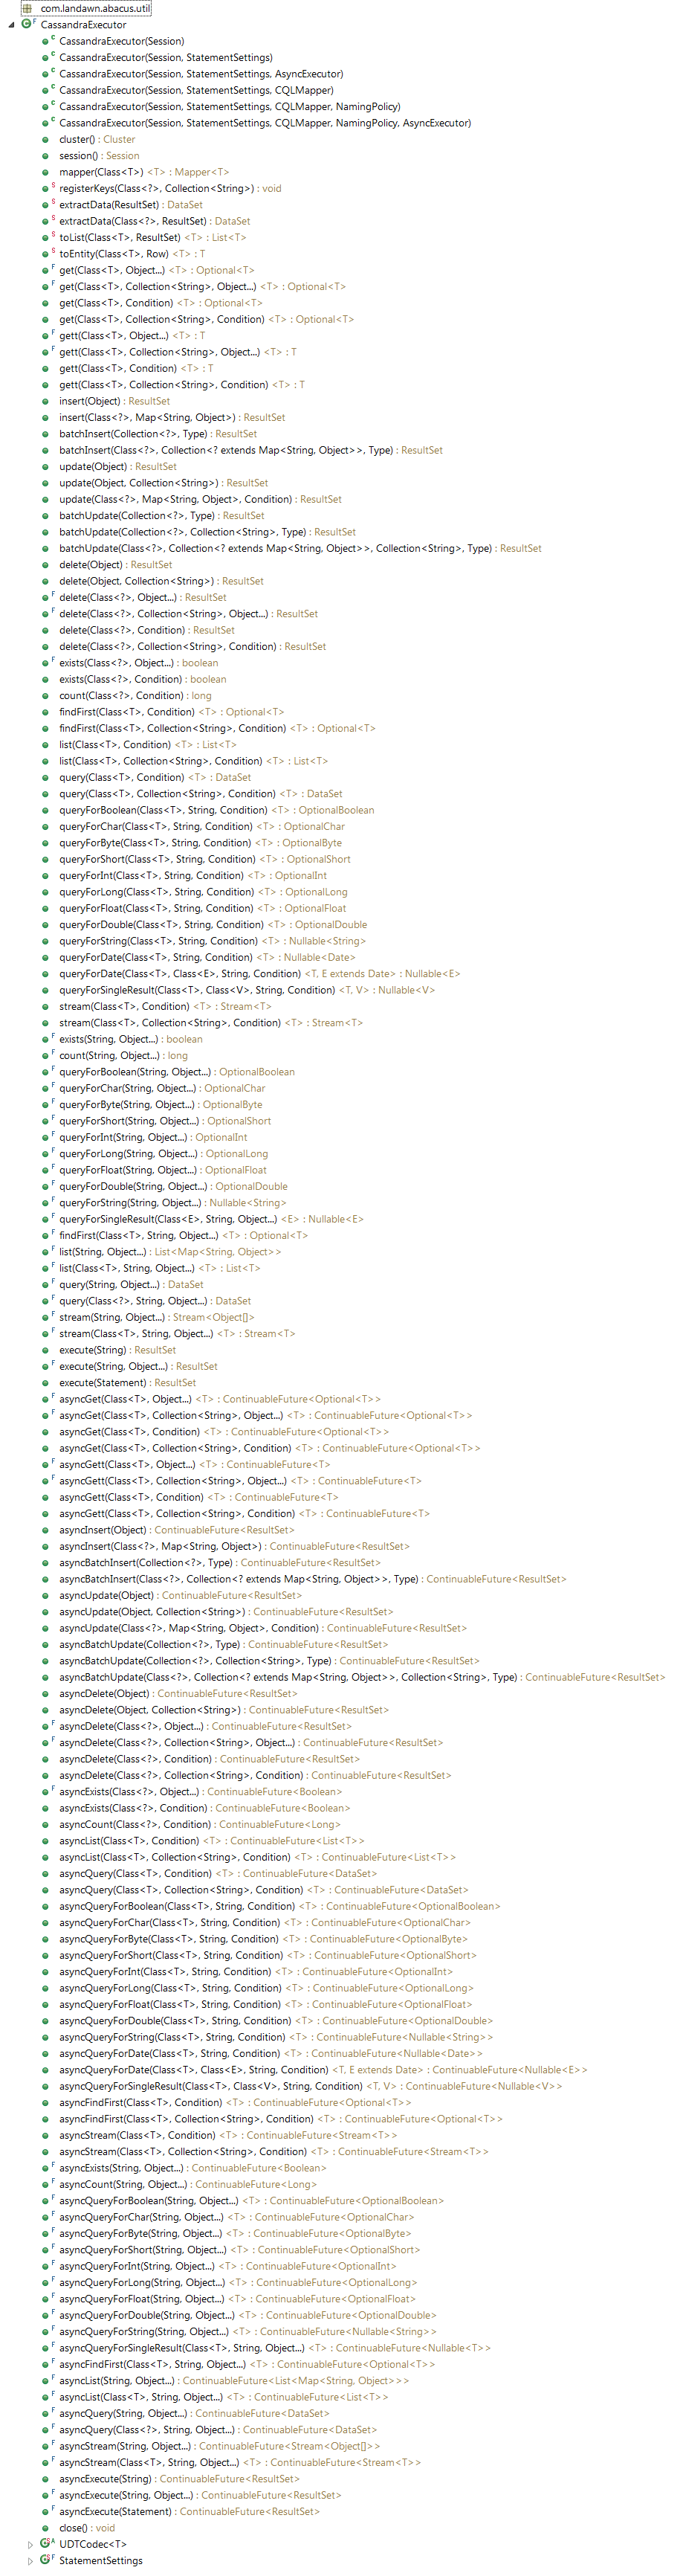 com.landawn.abacus.util
CassandraExecutor
CassandraExecutor(Session)
CassandraExecutor(Session, StatementSettings)
CassandraExecutor(Session, StatementSettings, AsyncExecutor)
CassandraExecutor(Session, StatementSettings, CQLMapper)
CassandraExecutor(Session, StatementSettings, CQLMapper, NamingPolicy)
CassandraExecutor(Session, StatementSettings, CQLMapper, NamingPolicy, AsyncExecutor)
cluster() : Cluster
session() : Session
mapper(Class<T>) <T> : Mapper<T>
registerKeys(Class<?>, Collection<String>) : void
extractData(ResultSet) : DataSet
extractData(Class<?>, ResultSet) : DataSet
toList(Class<T>, ResultSet) <T> : List<T>
toEntity(Class<T>, Row) <T> : T
get(Class<T>, Object...) <T> : Optional<T>
get(Class<T>, Collection<String>, Object...) <T> : Optional<T>
get(Class<T>, Condition) <T> : Optional<T>
get(Class<T>, Collection<String>, Condition) <T> : Optional<T>
gett(Class<T>, Object...) <T> : T
gett(Class<T>, Collection<String>, Object...) <T> : T
gett(Class<T>, Condition) <T> : T
gett(Class<T>, Collection<String>, Condition) <T> : T
insert(Object) : ResultSet
insert(Class<?>, Map<String, Object>) : ResultSet
batchInsert(Collection<?>, Type) : ResultSet
batchInsert(Class<?>, Collection<? extends Map<String, Object>>, Type) : ResultSet
update(Object) : ResultSet
update(Object, Collection<String>) : ResultSet
update(Class<?>, Map<String, Object>, Condition) : ResultSet
batchUpdate(Collection<?>, Type) : ResultSet
batchUpdate(Collection<?>, Collection<String>, Type) : ResultSet
batchUpdate(Class<?>, Collection<? extends Map<String, Object>>, Collection<String>, Type) : ResultSet
delete(Object) : ResultSet
delete(Object, Collection<String>) : ResultSet
delete(Class<?>, Object...) : ResultSet
delete(Class<?>, Collection<String>, Object...) : ResultSet
delete(Class<?>, Condition) : ResultSet
delete(Class<?>, Collection<String>, Condition) : ResultSet
exists(Class<?>, Object...) : boolean
exists(Class<?>, Condition) : boolean
count(Class<?>, Condition) : long
findFirst(Class<T>, Condition) <T> : Optional<T>
findFirst(Class<T>, Collection<String>, Condition) <T> : Optional<T>
list(Class<T>, Condition) <T> : List<T>
list(Class<T>, Collection<String>, Condition) <T> : List<T>
query(Class<T>, Condition) <T> : DataSet
query(Class<T>, Collection<String>, Condition) <T> : DataSet
queryForBoolean(Class<T>, String, Condition) <T> : OptionalBoolean
queryForChar(Class<T>, String, Condition) <T> : OptionalChar
queryForByte(Class<T>, String, Condition) <T> : OptionalByte
queryForShort(Class<T>, String, Condition) <T> : OptionalShort
queryForInt(Class<T>, String, Condition) <T> : OptionalInt
queryForLong(Class<T>, String, Condition) <T> : OptionalLong
queryForFloat(Class<T>, String, Condition) <T> : OptionalFloat
queryForDouble(Class<T>, String, Condition) <T> : OptionalDouble
queryForString(Class<T>, String, Condition) <T> : Nullable<String>
queryForDate(Class<T>, String, Condition) <T> : Nullable<Date>
queryForDate(Class<T>, Class<E>, String, Condition) <T, E extends Date> : Nullable<E>
queryForSingleResult(Class<T>, Class<V>, String, Condition) <T, V> : Nullable<V>
stream(Class<T>, Condition) <T> : Stream<T>
stream(Class<T>, Collection<String>, Condition) <T> : Stream<T>
exists(String, Object...) : boolean
count(String, Object...) : long
queryForBoolean(String, Object...) : OptionalBoolean
queryForChar(String, Object...) : OptionalChar
queryForByte(String, Object...) : OptionalByte
queryForShort(String, Object...) : OptionalShort
queryForInt(String, Object...) : OptionalInt
queryForLong(String, Object...) : OptionalLong
queryForFloat(String, Object...) : OptionalFloat
queryForDouble(String, Object...) : OptionalDouble
queryForString(String, Object...) : Nullable<String>
queryForSingleResult(Class<E>, String, Object...) <E> : Nullable<E>
findFirst(Class<T>, String, Object...) <T> : Optional<T>
list(String, Object...) : List<Map<String, Object>>
list(Class<T>, String, Object...) <T> : List<T>
query(String, Object...) : DataSet
query(Class<?>, String, Object...) : DataSet
stream(String, Object...) : Stream<Object[]>
stream(Class<T>, String, Object...) <T> : Stream<T>
execute(String) : ResultSet
execute(String, Object...) : ResultSet
execute(Statement) : ResultSet
asyncGet(Class<T>, Object...) <T> : ContinuableFuture<Optional<T>>
asyncGet(Class<T>, Collection<String>, Object...) <T> : ContinuableFuture<Optional<T>>
asyncGet(Class<T>, Condition) <T> : ContinuableFuture<Optional<T>>
asyncGet(Class<T>, Collection<String>, Condition) <T> : ContinuableFuture<Optional<T>>
asyncGett(Class<T>, Object...) <T> : ContinuableFuture<T>
asyncGett(Class<T>, Collection<String>, Object...) <T> : ContinuableFuture<T>
asyncGett(Class<T>, Condition) <T> : ContinuableFuture<T>
asyncGett(Class<T>, Collection<String>, Condition) <T> : ContinuableFuture<T>
asyncInsert(Object) : ContinuableFuture<ResultSet>
asyncInsert(Class<?>, Map<String, Object>) : ContinuableFuture<ResultSet>
asyncBatchInsert(Collection<?>, Type) : ContinuableFuture<ResultSet>
asyncBatchInsert(Class<?>, Collection<? extends Map<String, Object>>, Type) : ContinuableFuture<ResultSet>
asyncUpdate(Object) : ContinuableFuture<ResultSet>
asyncUpdate(Object, Collection<String>) : ContinuableFuture<ResultSet>
asyncUpdate(Class<?>, Map<String, Object>, Condition) : ContinuableFuture<ResultSet>
asyncBatchUpdate(Collection<?>, Type) : ContinuableFuture<ResultSet>
asyncBatchUpdate(Collection<?>, Collection<String>, Type) : ContinuableFuture<ResultSet>
asyncBatchUpdate(Class<?>, Collection<? extends Map<String, Object>>, Collection<String>, Type) : ContinuableFuture<ResultSet>
asyncDelete(Object) : ContinuableFuture<ResultSet>
asyncDelete(Object, Collection<String>) : ContinuableFuture<ResultSet>
asyncDelete(Class<?>, Object...) : ContinuableFuture<ResultSet>
asyncDelete(Class<?>, Collection<String>, Object...) : ContinuableFuture<ResultSet>
asyncDelete(Class<?>, Condition) : ContinuableFuture<ResultSet>
asyncDelete(Class<?>, Collection<String>, Condition) : ContinuableFuture<ResultSet>
asyncExists(Class<?>, Object...) : ContinuableFuture<Boolean>
asyncExists(Class<?>, Condition) : ContinuableFuture<Boolean>
asyncCount(Class<?>, Condition) : ContinuableFuture<Long>
asyncList(Class<T>, Condition) <T> : ContinuableFuture<List<T>>
asyncList(Class<T>, Collection<String>, Condition) <T> : ContinuableFuture<List<T>>
asyncQuery(Class<T>, Condition) <T> : ContinuableFuture<DataSet>
asyncQuery(Class<T>, Collection<String>, Condition) <T> : ContinuableFuture<DataSet>
asyncQueryForBoolean(Class<T>, String, Condition) <T> : ContinuableFuture<OptionalBoolean>
asyncQueryForChar(Class<T>, String, Condition) <T> : ContinuableFuture<OptionalChar>
asyncQueryForByte(Class<T>, String, Condition) <T> : ContinuableFuture<OptionalByte>
asyncQueryForShort(Class<T>, String, Condition) <T> : ContinuableFuture<OptionalShort>
asyncQueryForInt(Class<T>, String, Condition) <T> : ContinuableFuture<OptionalInt>
asyncQueryForLong(Class<T>, String, Condition) <T> : ContinuableFuture<OptionalLong>
asyncQueryForFloat(Class<T>, String, Condition) <T> : ContinuableFuture<OptionalFloat>
asyncQueryForDouble(Class<T>, String, Condition) <T> : ContinuableFuture<OptionalDouble>
asyncQueryForString(Class<T>, String, Condition) <T> : ContinuableFuture<Nullable<String>>
asyncQueryForDate(Class<T>, String, Condition) <T> : ContinuableFuture<Nullable<Date>>
asyncQueryForDate(Class<T>, Class<E>, String, Condition) <T, E extends Date> : ContinuableFuture<Nullable<E>>
asyncQueryForSingleResult(Class<T>, Class<V>, String, Condition) <T, V> : ContinuableFuture<Nullable<V>>
asyncFindFirst(Class<T>, Condition) <T> : ContinuableFuture<Optional<T>>
asyncFindFirst(Class<T>, Collection<String>, Condition) <T> : ContinuableFuture<Optional<T>>
asyncStream(Class<T>, Condition) <T> : ContinuableFuture<Stream<T>>
asyncStream(Class<T>, Collection<String>, Condition) <T> : ContinuableFuture<Stream<T>>
asyncExists(String, Object...) : ContinuableFuture<Boolean>
asyncCount(String, Object...) : ContinuableFuture<Long>
asyncQueryForBoolean(String, Object...) <T> : ContinuableFuture<OptionalBoolean>
asyncQueryForChar(String, Object...) <T> : ContinuableFuture<OptionalChar>
asyncQueryForByte(String, Object...) <T> : ContinuableFuture<OptionalByte>
asyncQueryForShort(String, Object...) <T> : ContinuableFuture<OptionalShort>
asyncQueryForInt(String, Object...) <T> : ContinuableFuture<OptionalInt>
asyncQueryForLong(String, Object...) <T> : ContinuableFuture<OptionalLong>
asyncQueryForFloat(String, Object...) <T> : ContinuableFuture<OptionalFloat>
asyncQueryForDouble(String, Object...) <T> : ContinuableFuture<OptionalDouble>
asyncQueryForString(String, Object...) <T> : ContinuableFuture<Nullable<String>>
asyncQueryForSingleResult(Class<T>, String, Object...) <T> : ContinuableFuture<Nullable<T>>
asyncFindFirst(Class<T>, String, Object...) <T> : ContinuableFuture<Optional<T>>
asyncList(String, Object...) : ContinuableFuture<List<Map<String, Object>>>
asyncList(Class<T>, String, Object...) <T> : ContinuableFuture<List<T>>
asyncQuery(String, Object...) : ContinuableFuture<DataSet>
asyncQuery(Class<?>, String, Object...) : ContinuableFuture<DataSet>
asyncStream(String, Object...) : ContinuableFuture<Stream<Object[]>>
asyncStream(Class<T>, String, Object...) <T> : ContinuableFuture<Stream<T>>
asyncExecute(String) : ContinuableFuture<ResultSet>
asyncExecute(String, Object...) : ContinuableFuture<ResultSet>
asyncExecute(Statement) : ContinuableFuture<ResultSet>
close() : void
UDTCodec<T>
StatementSettings